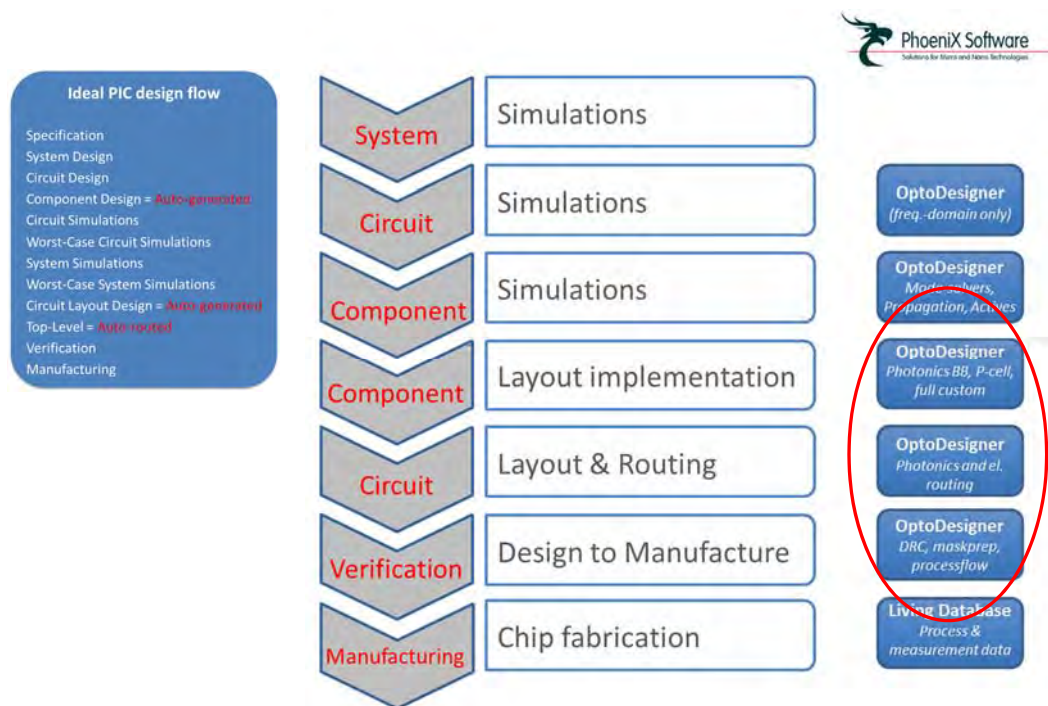 PhoeniX Software
Solutions for Micro and Nano Technologies
Ideal PIC design flow
Specification
System Design
Circuit Design
Component Design = Auto-generated
Circuit Simulations
Worst-Case Circuit Simulations
System Simulations
Worst-Case System Simulations
Circuit Layout Design = Auto-generated
Top-Level = Auto-routed
Verification
Manufacturing
System
Simulations
Circuit
Simulations
OptoDesigner
(freq.-domain only)
Component
Simulations
OptoDesigner
Mode solvers,
Propagation, Actives
Component
Layout implementation
OptoDesigner
Photonics BB, P-cell,
full custom
Circuit
Layout & Routing
OptoDesigner
Photonics and el.
routing
Verification
Design to Manufacture
OptoDesigner
DRC, maskprep,
processflow
Manufacturing
Chip fabrication
Living Database
Process &
measurement data